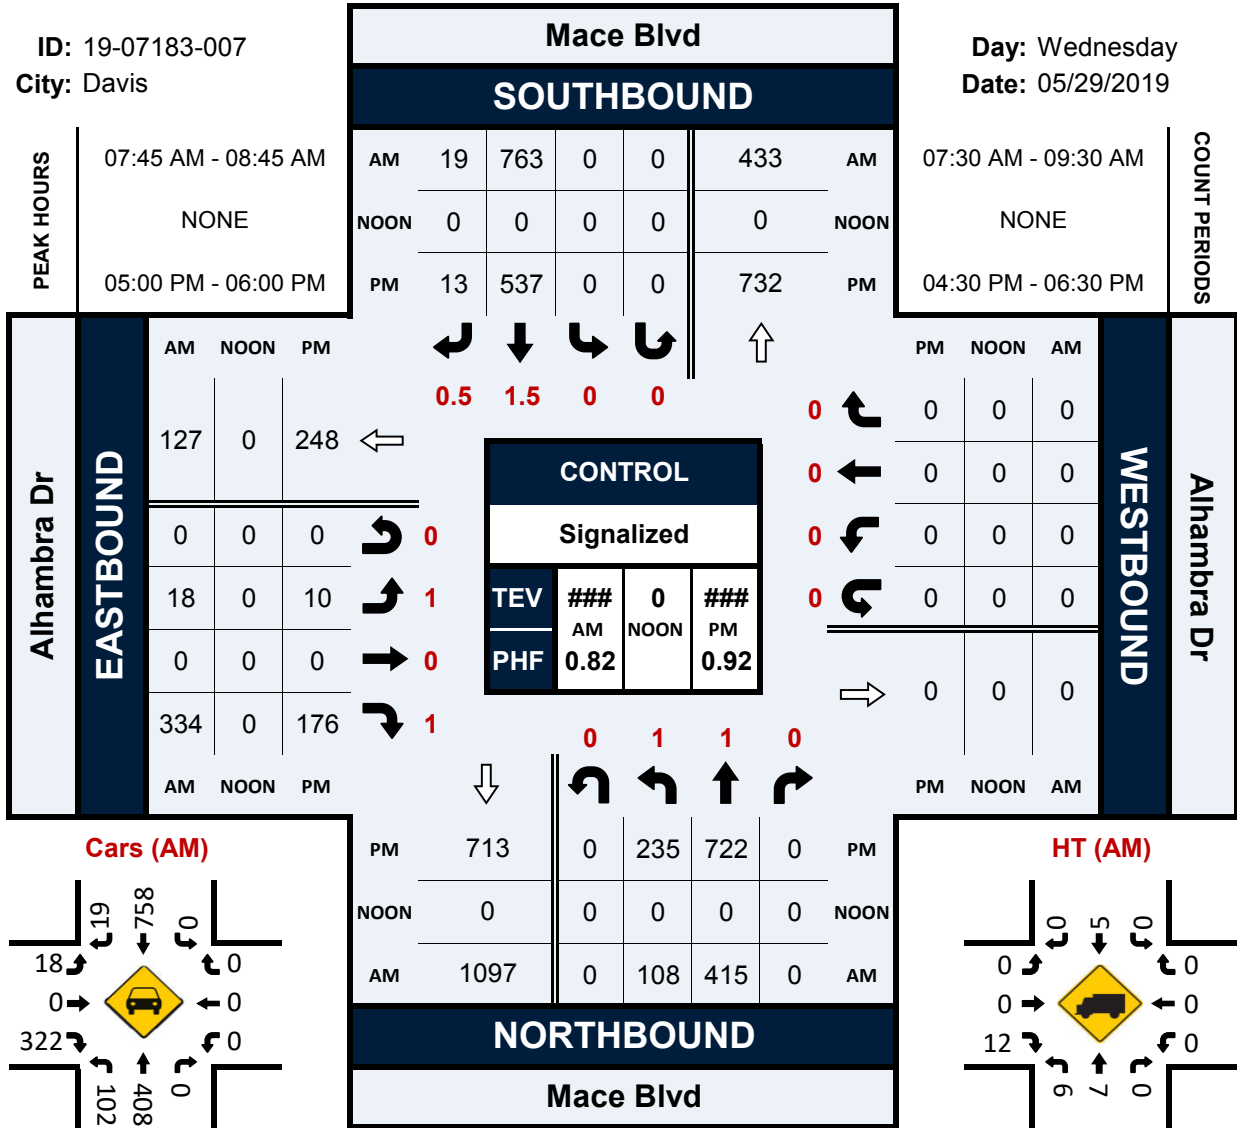 ID: 19-07183-007
City: Davis
Mace Blvd
SOUTHBOUND
Day: Wednesday
Date: 05/29/2019
PEAK HOURS
07:45 AM - 08:45 AM
NONE
05:00 PM - 06:00 PM
AM 19 763 0 0 433 AM
NOON 0 0 0 0 0 NOON
PM 13 537 0 0 732 PM
0.5 1.5 0 0
07:30 AM - 09:30 AM
NONE
04:30 PM - 06:30 PM
COUNT PERIODS
Alhambra Dr
EASTBOUND
AM NOON PM
127 0 248
0 0 0 0
18 0 10 1
0 0 0 0
334 0 176 1
AM NOON PM
CONTROL
Signalized
TEV ### 0 ###
AM NOON PM
PHF 0.82 0.92
PM NOON AM
0 0 0 0
0 0 0 0
0 0 0 0
0 0 0 0
0 0 0
PM NOON AM
WESTBOUND
Alhambra Dr
0 1 1 0
PM 713 0 235 722 0 PM
NOON 0 0 0 0 0 NOON
AM 1097 0 108 415 0 AM
NORTHBOUND
Mace Blvd
Cars (AM)
19 758 0
18 0
0 0
322 0
102 408 0
HT (AM)
0 5 0
0 0
0 0
12 0
6 7 0